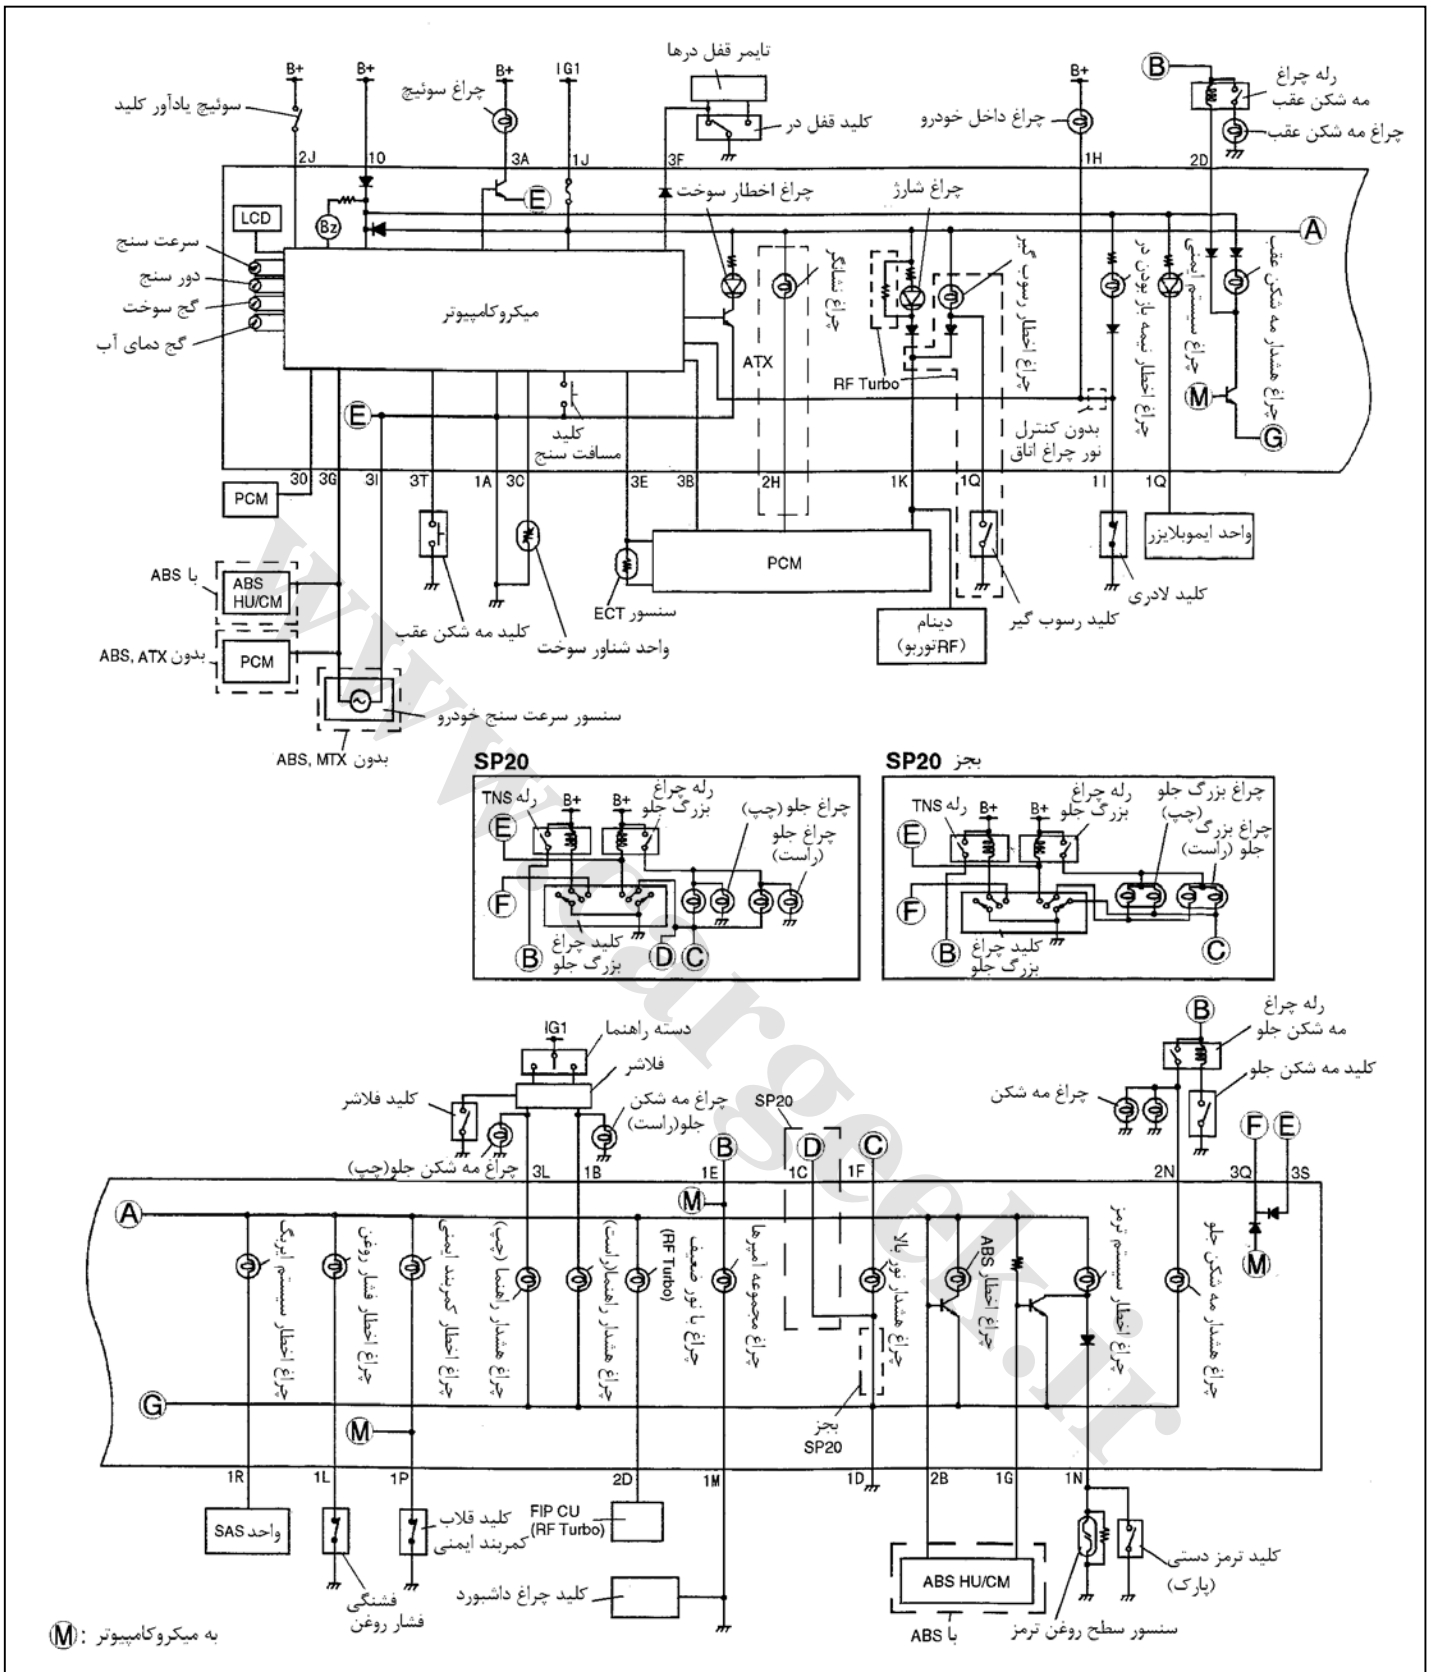 تایمر قفل درها
B+
B+
B+
IG1
B+
B
رله چراغ
مه شکن عقب
سوئیچ یادآور کلید
چراغ سوئیچ
کلید قفل در
چراغ داخل خودرو
چراغ مه شکن عقب
2J
1O
3A
1J
3F
1H
2D
LCD
Bz
E
چراغ اخطار سوخت
چراغ شارژ
A
سرعت سنج
دور سنج
گج سوخت
گج دمای آب
میکروکامپیوتر
چراغ نشانگر
چراغ اخطار رسوب گیر
چراغ اخطار نیمه باز بودن در
چراغ سیستم ایمنی
چراغ هشدار مه شکن عقب
ATX
RF Turbo
M
E
کلید
مسافت سنج
بدون کنترل
نور چراغ اتاق
G
3O
3G
3I
3T
1A
3C
3E
3B
2H
1K
1Q
1I
1Q
PCM
با ABS
ABS
HU/CM
بدون ABS, ATX
PCM
PCM
واحد ایموبلایزر
کلید مه شکن عقب
واحد شناور سوخت
سنسور ECT
دینام
(RFتوربو)
کلید رسوب گیر
کلید لادری
سنسور سرعت سنج خودرو
بدون ABS, MTX
SP20
رله TNS
B+
B+
رله چراغ
بزرگ جلو
چراغ جلو (چپ)
چراغ جلو
(راست)
E
F
B
کلید چراغ
بزرگ جلو
D
C
بجز SP20
رله TNS
B+
B+
رله چراغ
بزرگ جلو
چراغ بزرگ جلو
(چپ)
چراغ بزرگ
جلو (راست)
E
F
B
کلید چراغ
بزرگ جلو
C
IG1
دسته راهنما
فلاشر
کلید فلاشر
چراغ مه شکن
جلو(راست)
چراغ مه شکن جلو(چپ)
SP20
B
D
C
B
رله چراغ
مه شکن جلو
کلید مه شکن جلو
چراغ مه شکن
F
E
3L
1B
1E
1C
1F
2N
3Q
3S
M
A
M
چراغ اخطار سیستم ایربگ
چراغ اخطار فشار روغن
چراغ اخطار کمربند ایمنی
چراغ هشدار راهنما (چپ)
چراغ هشدار راهنما(راست)
چراغ با نور ضعیف
(RF Turbo)
چراغ مجموعه آمپرها
چراغ هشدار نور بالا
چراغ اخطار ABS
چراغ اخطار سیستم ترمز
چراغ هشدار مه شکن جلو
G
M
بجز
SP20
1R
1L
1P
2D
1M
1D
2B
1G
1N
واحد SAS
فشنگی
فشار روغن
کلید قلاب
کمربند ایمنی
FIP CU
(RF Turbo)
کلید چراغ داشبورد
ABS HU/CM
با ABS
سنسور سطح روغن ترمز
کلید ترمز دستی
(پارک)
M : به میکروکامپیوتر
www.cargeek.ir